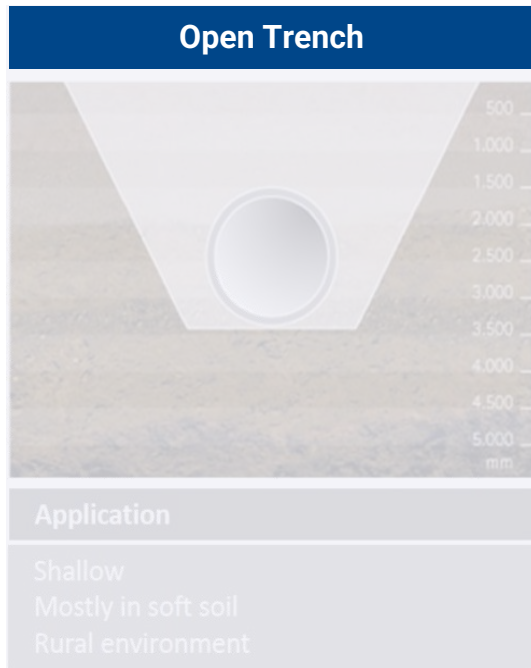 Open Trench
500
1.000
1.500
2.000
2.500
3.000
3.500
4.000
4.500
5.000
mm
Application
Shallow
Mostly in soft soil
Rural environment